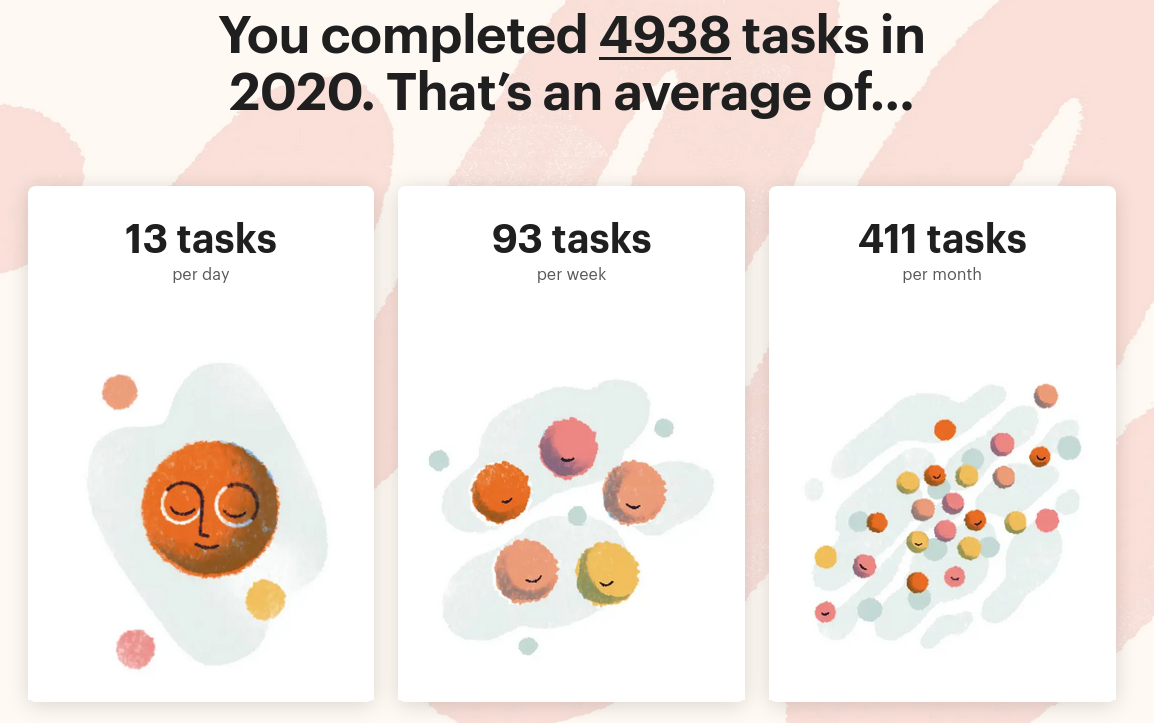 You completed 4938 tasks in
2020. That’s an average of...
13 tasks
per day
93 tasks
per week
411 tasks
per month